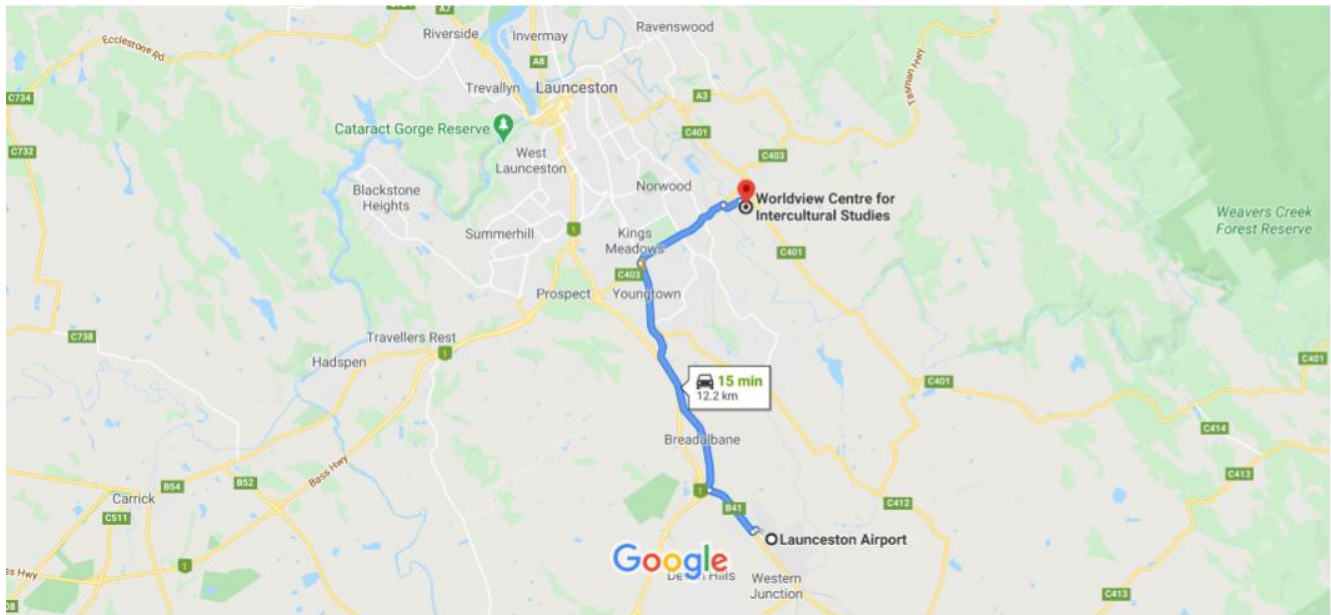 A7
Riverside
Invermay
Ravenswood
Ecclestone Rd
A8
Tasman Hwy
C734
Trevallyn
Launceston
A3
Cataract Gorge Reserve
C401
C732
West
Launceston
C403
Blackstone
Heights
Norwood
Worldview Centre for
Intercultural Studies
Weavers Creek
Forest Reserve
1
Summerhill
Kings
Meadows
C401
C403
Prospect
Youngtown
C738
Travellers Rest
1
Hadspen
C401
15 min
12.2 km
C401
C414
Breadalbane
C413
Bass Hwy
B54
B52
1
Carrick
C412
B41
C511
Launceston Airport
Google
Hills
Western
Junction
1
C413